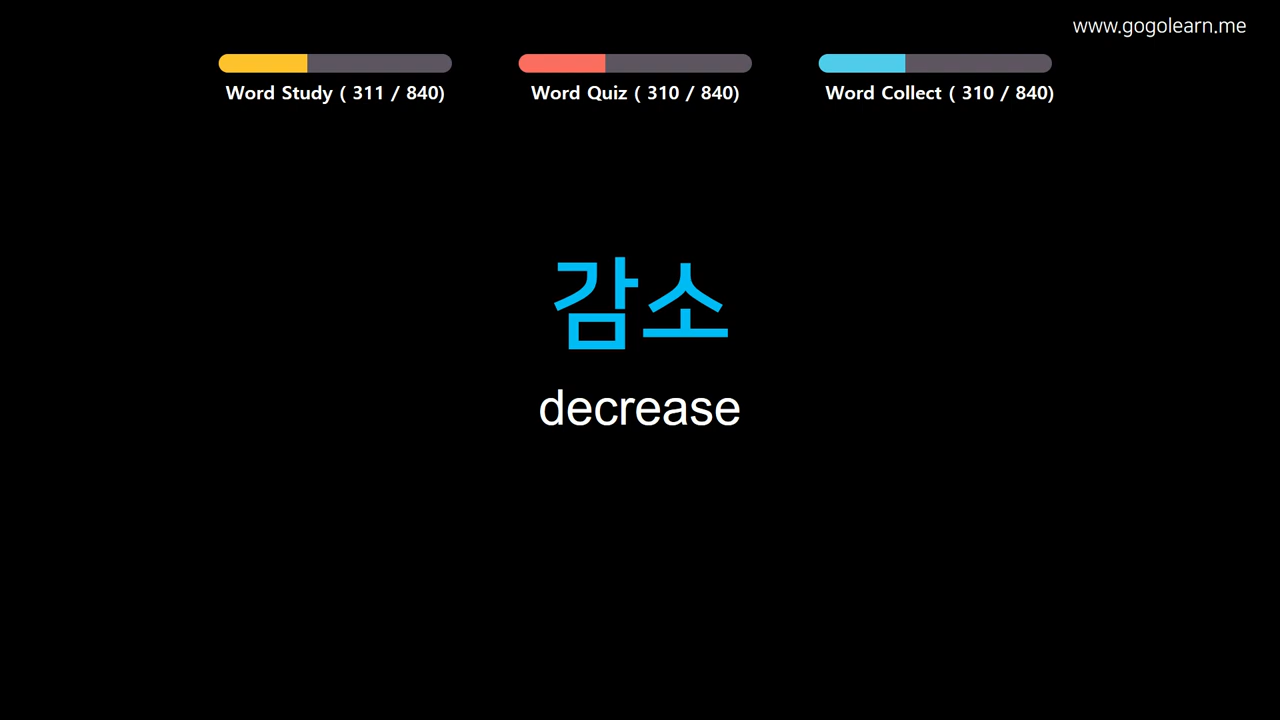 www.gogolearn.me
Word Study ( 311 / 840)
Word Quiz ( 310 / 840)
Word Collect ( 310 / 840)
감소
decrease